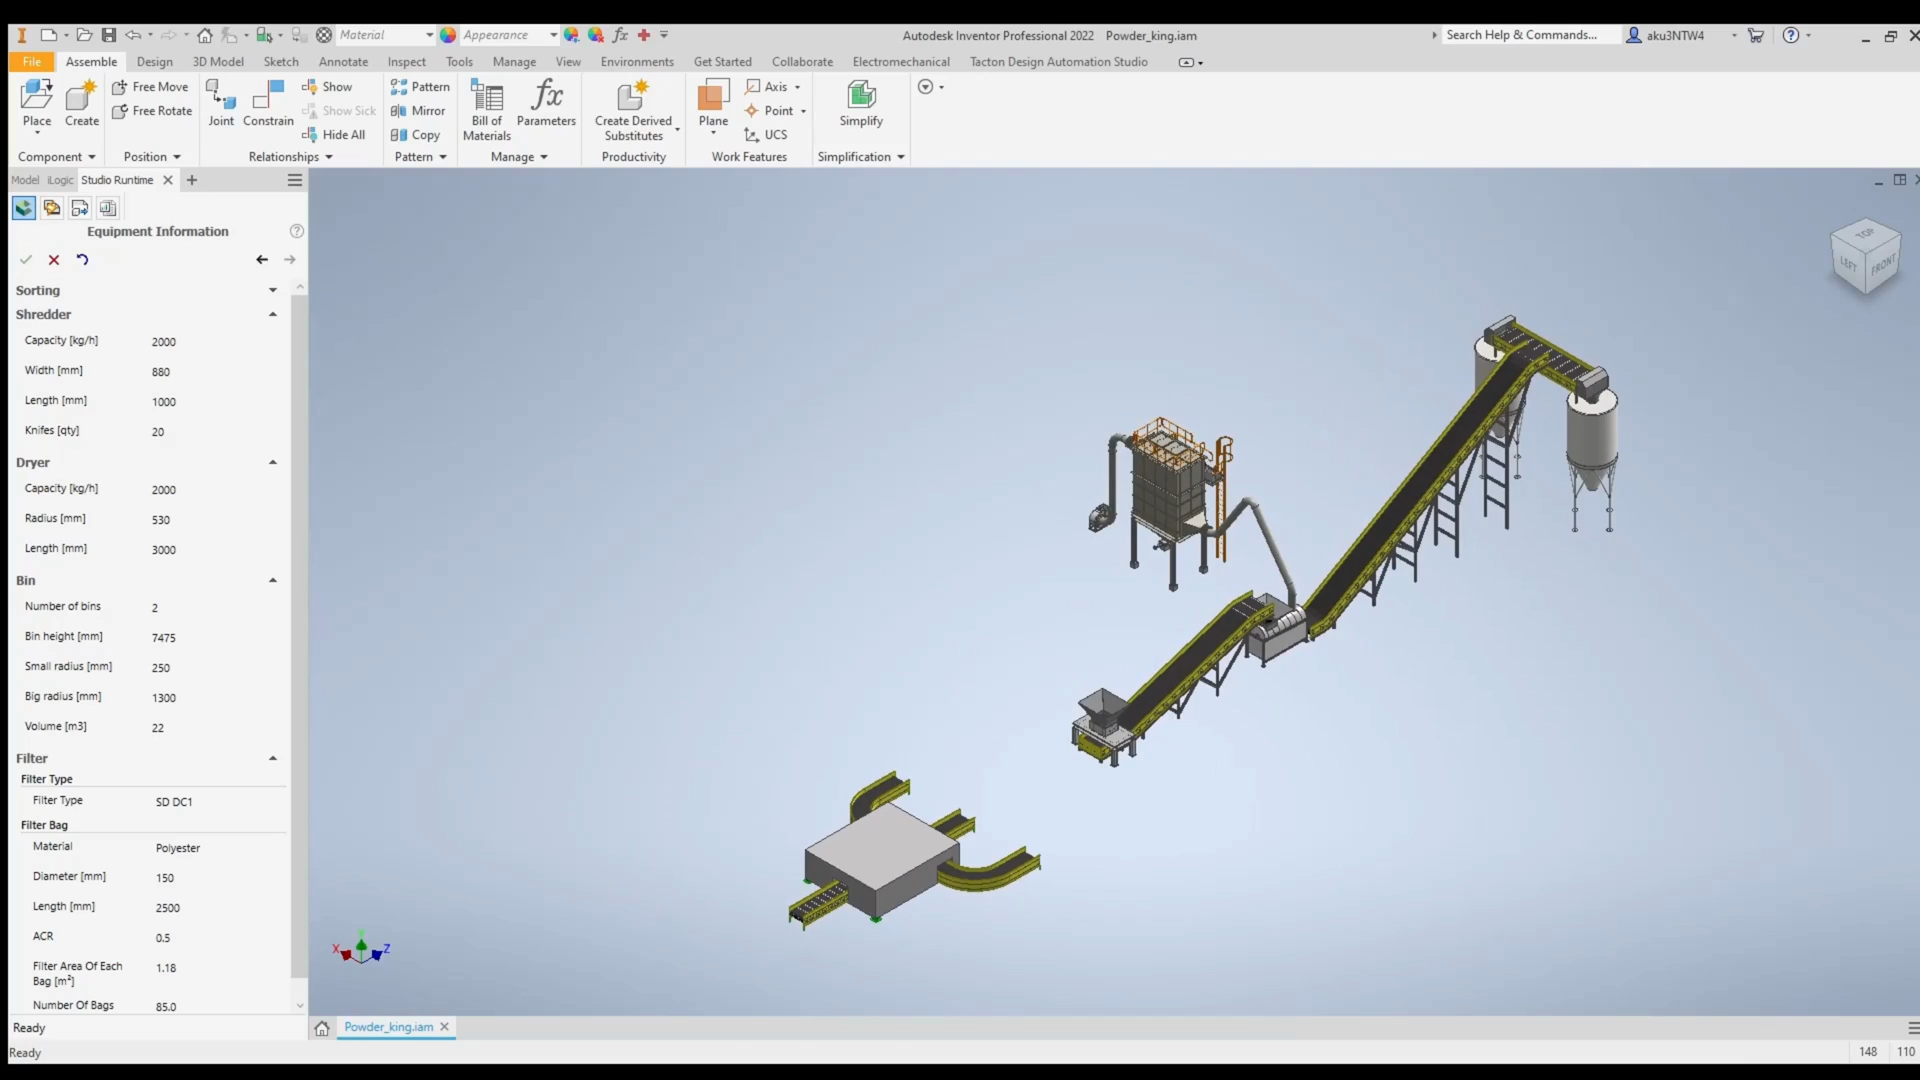 Material
Appearance
Autodesk Inventor Professional 2022 Powder_king.iam
Search Help & Commands...
aku3NTW4
File Assemble Design 3D Model Sketch Annotate Inspect Tools Manage View Environments Get Started Collaborate Electromechanical Tacton Design Automation Studio
Place
Create
Free Move
Free Rotate
Joint
Constrain
Show
Show Sick
Hide All
Pattern
Mirror
Copy
Bill of
Materials
fx
Parameters
Create Derived
Substitutes
Plane
Axis
Point
UCS
Simplify
Component Position Relationships Pattern Manage Productivity Work Features Simplification
Model iLogic Studio Runtime
Equipment Information
Sorting
Shredder
Capacity [kg/h] 2000
Width [mm] 880
Length [mm] 1000
Knifes [qty] 20
Dryer
Capacity [kg/h] 2000
Radius [mm] 530
Length [mm] 3000
Bin
Number of bins 2
Bin height [mm] 7475
Small radius [mm] 250
Big radius [mm] 1300
Volume [m3] 22
Filter
Filter Type
Filter Type SD DC1
Filter Bag
Material Polyester
Diameter [mm] 150
Length [mm] 2500
ACR 0.5
Filter Area Of Each 1.18
Bag [m²]
Number Of Bags 85.0
TOP
LEFT
FRONT
X
Y
Z
Ready
Powder_king.iam
Ready
148 110